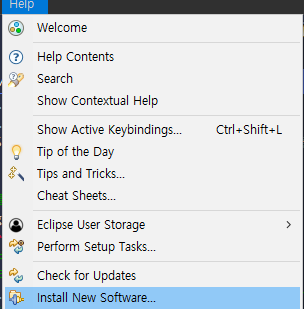 Help
Welcome
Help Contents
Search
Show Contextual Help
Show Active Keybindings... Ctrl+Shift+L
Tip of the Day
Tips and Tricks...
Cheat Sheets...
Eclipse User Storage
Perform Setup Tasks...
Check for Updates
Install New Software...